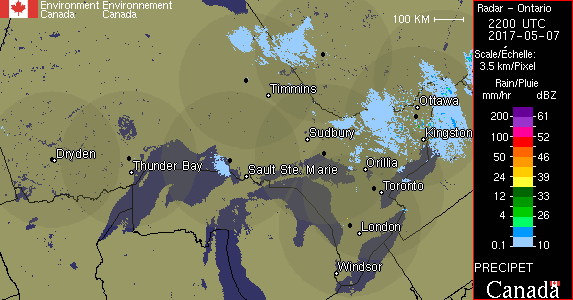 Environment Environnement
Canada Canada
100 KM
Timmins
Ottawa
Sudbury
Kingston
Dryden
Thunder Bay
Sault Ste. Marie
Orillia
Toronto
London
Windsor
Radar - Ontario
2200 UTC
2017-05-07
Scale/Échelle:
3.5 km/Pixel
Rain/Pluie
mm/hr dBZ
200 61
100 52
50 46
24 39
12 33
4 26
0.1 10
PRECIPET
Canada